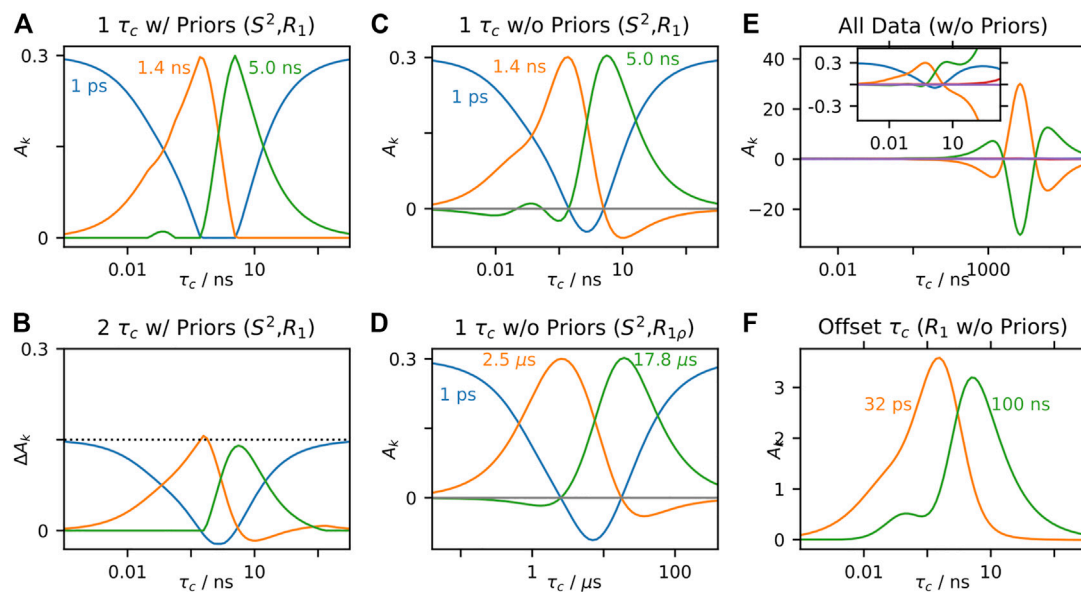 A
1 τc w/ Priors (S²,R₁)
0.3
0
Ak
1 ps
1.4 ns
5.0 ns
0.01
10
τc / ns
C
1 τc w/o Priors (S²,R₁)
0.3
0
Ak
1 ps
1.4 ns
5.0 ns
0.01
10
τc / ns
E
All Data (w/o Priors)
40
20
0
−20
0.3
-0.3
0.01
10
0.01
τc / ns
1000
B
2 τc w/ Priors (S²,R₁)
0.3
0
ΔAk
0.01
10
τc / ns
D
1 τc w/o Priors (S²,R₁ρ)
0.3
0
Ak
1 ps
2.5 μs
17.8 μs
1
100
τc / μs
F
Offset τc (R₁ w/o Priors)
3
2
1
0
Ak
32 ps
100 ns
0.01
10
τc / ns